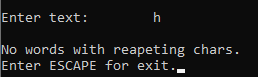 Enter text:        h
No words with reapeting chars.
Enter ESCAPE for exit.